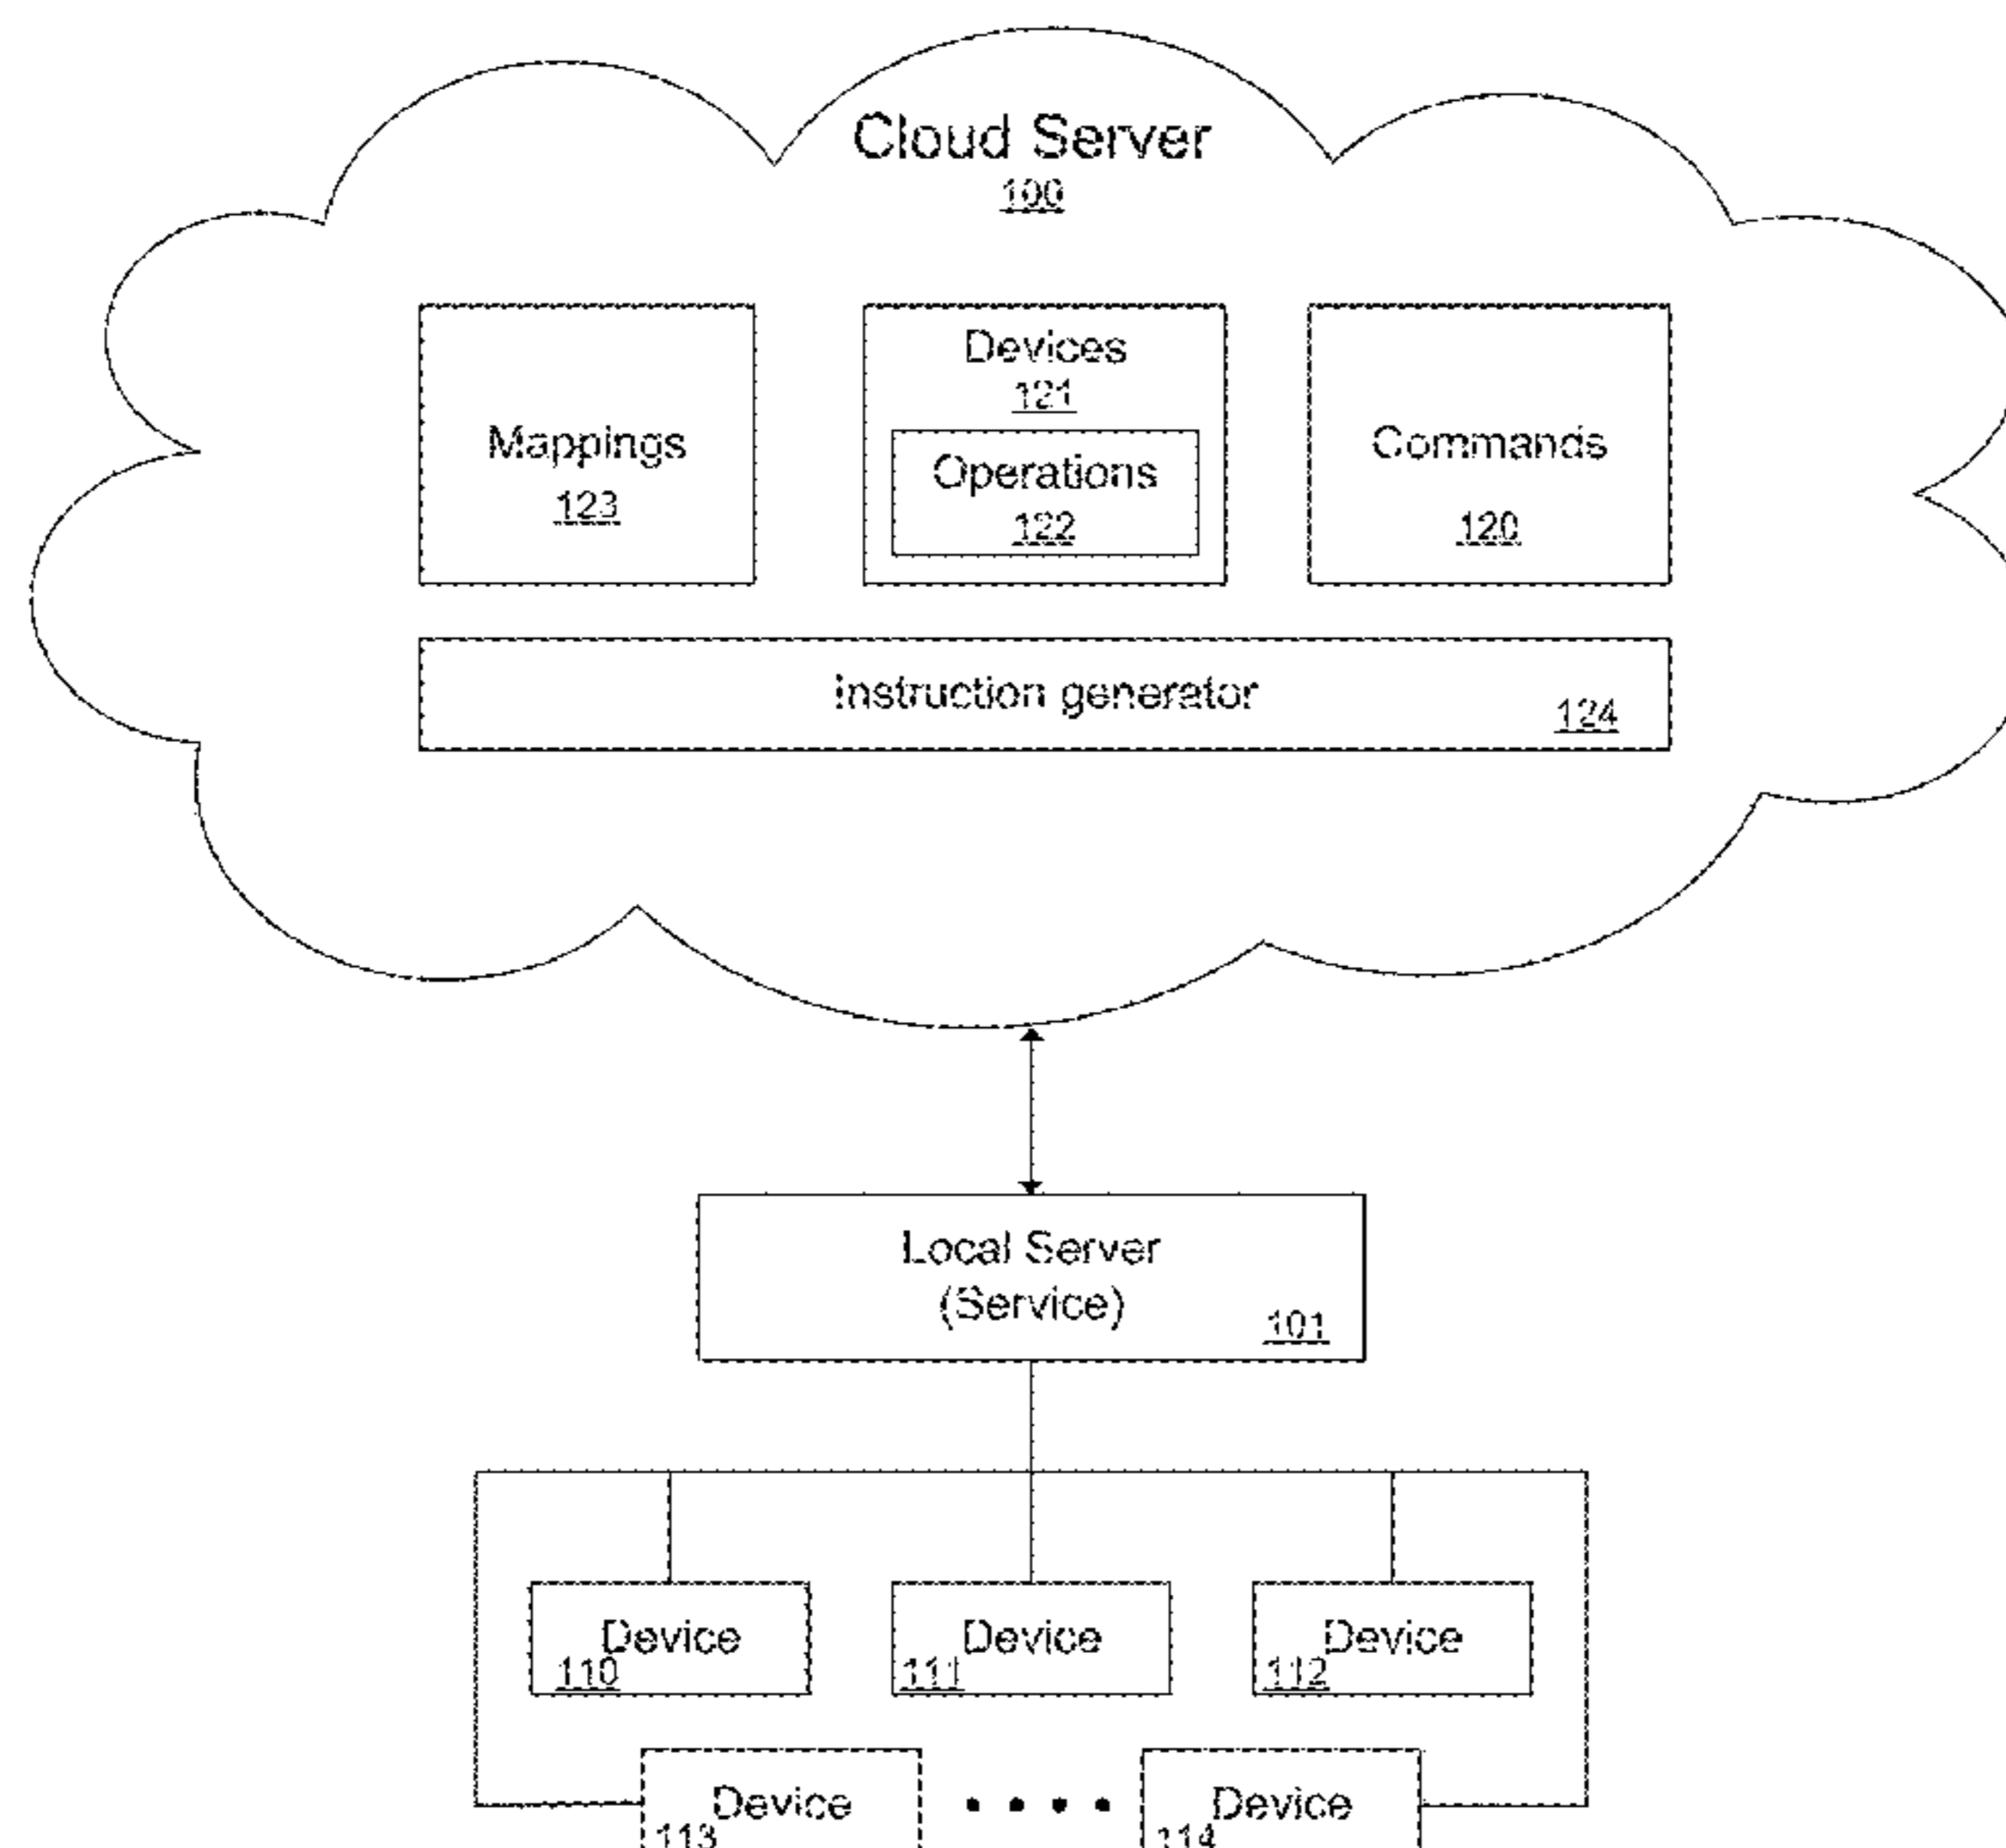 Cloud Server
100
Mappings
123
Devices
121
Operations
122
Commands
120
Instruction generator
124
Local Server
(Service)
101
Device
110
Device
111
Device
112
Device
113
Device
114